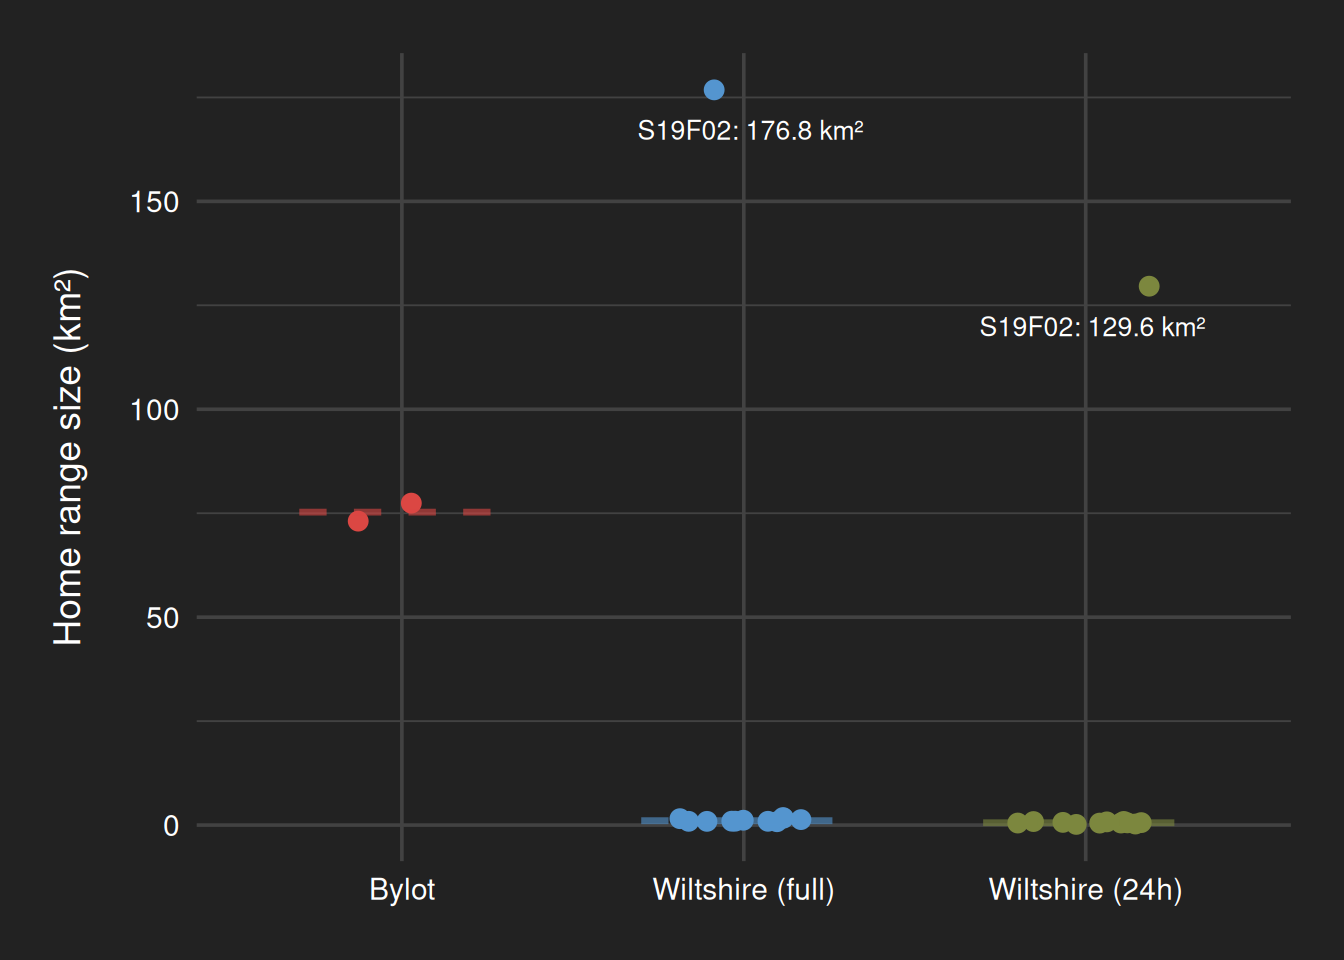 S19F02: 176.8 km²
150
S19F02: 129.6 km²
100
50
0
Home range size (km²)
Bylot
Wiltshire (full)
Wiltshire (24h)